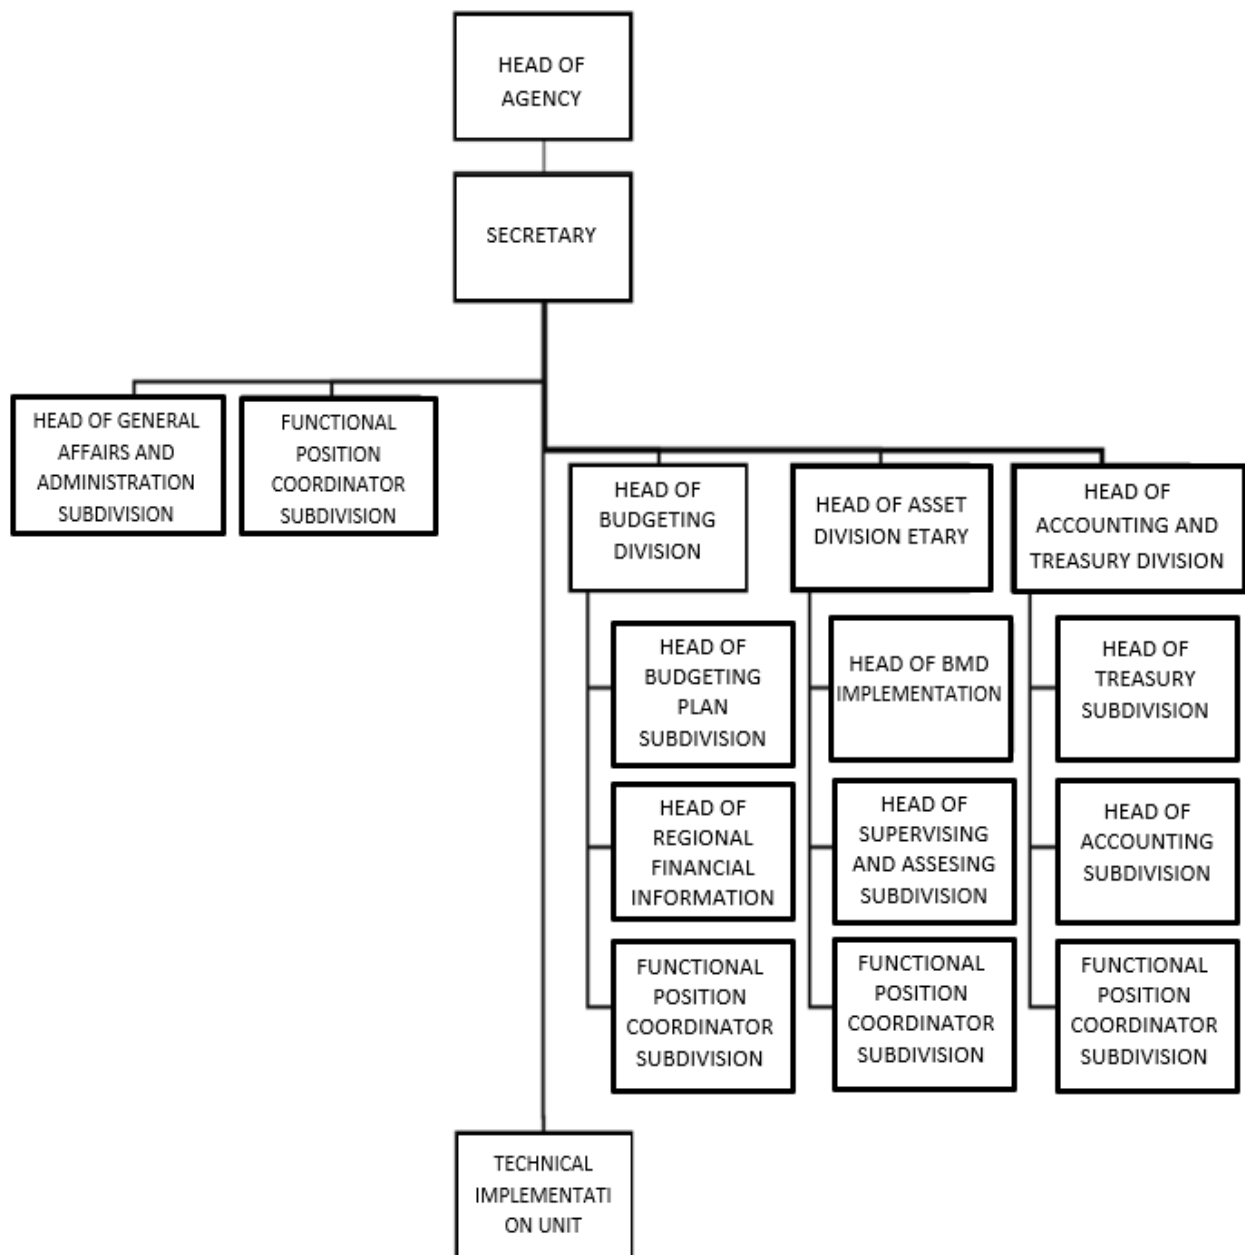 HEAD OF
AGENCY
SECRETARY
HEAD OF GENERAL
AFFAIRS AND
ADMINISTRATION
SUBDIVISION
FUNCTIONAL
POSITION
COORDINATOR
SUBDIVISION
HEAD OF
BUDGETING
DIVISION
HEAD OF ASSET
DIVISION ETARY
HEAD OF
ACCOUNTING AND
TREASURY DIVISION
HEAD OF
BUDGETING
PLAN
SUBDIVISION
HEAD OF BMD
IMPLEMENTATION
HEAD OF
TREASURY
SUBDIVISION
HEAD OF
REGIONAL
FINANCIAL
INFORMATION
HEAD OF
SUPERVISING
AND ASSESING
SUBDIVISION
HEAD OF
ACCOUNTING
SUBDIVISION
FUNCTIONAL
POSITION
COORDINATOR
SUBDIVISION
FUNCTIONAL
POSITION
COORDINATOR
SUBDIVISION
FUNCTIONAL
POSITION
COORDINATOR
SUBDIVISION
TECHNICAL
IMPLEMENTATI
ON UNIT